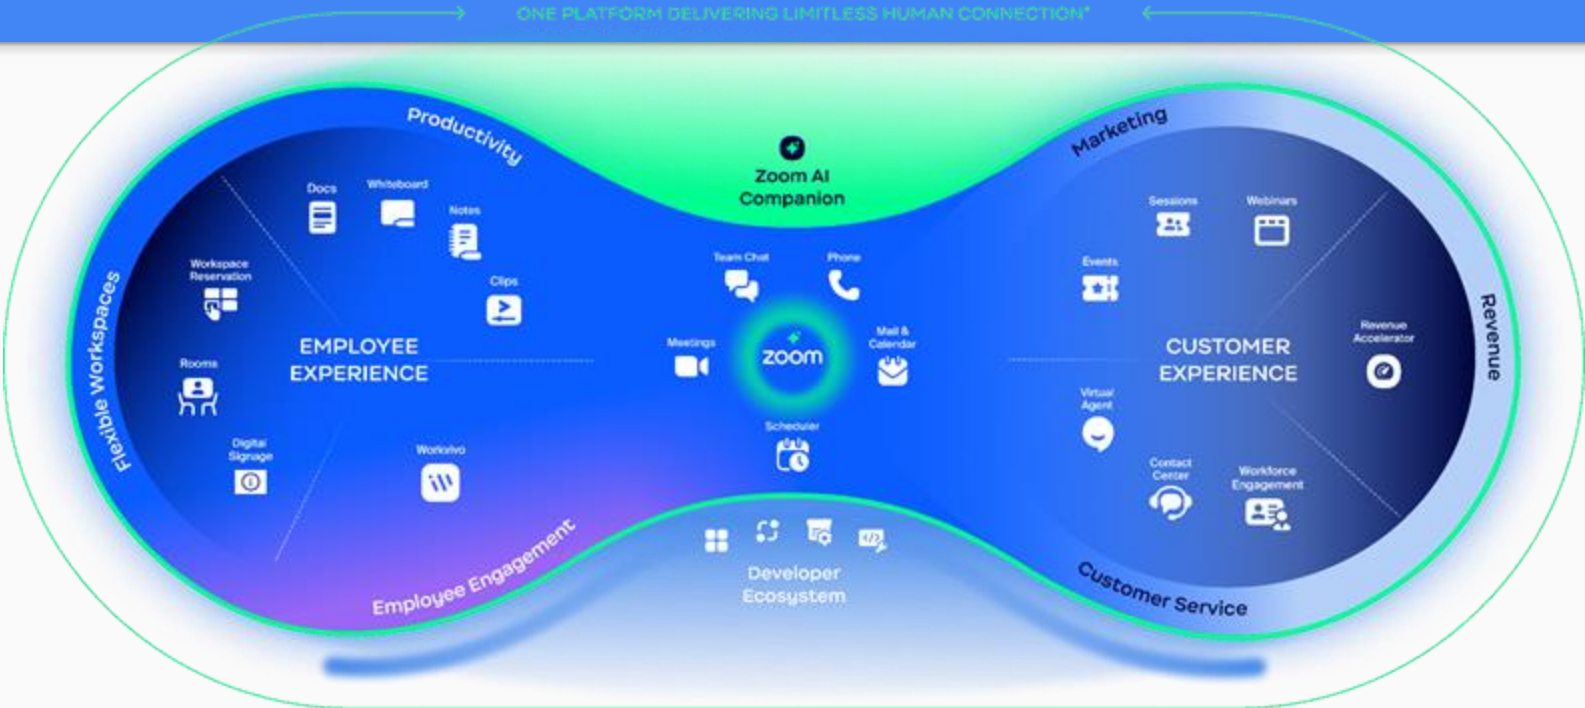 ONE PLATFORM DELIVERING LIMITLESS HUMAN CONNECTION*
Productivity
Docs
Whiteboard
Notes
Clips
Workspace
Reservation
Flexible Workspaces
Rooms
Digital
Signage
EMPLOYEE
EXPERIENCE
Workvivo
Employee Engagement
Zoom AI
Companion
Team Chat
Phone
Meetings
zoom
Mail &
Calendar
Scheduler
Developer
Ecosystem
Marketing
Sessions
Webinars
Events
CUSTOMER
EXPERIENCE
Revenue
Accelerator
Revenue
Virtual
Agent
Contact
Center
Workforce
Engagement
Customer Service